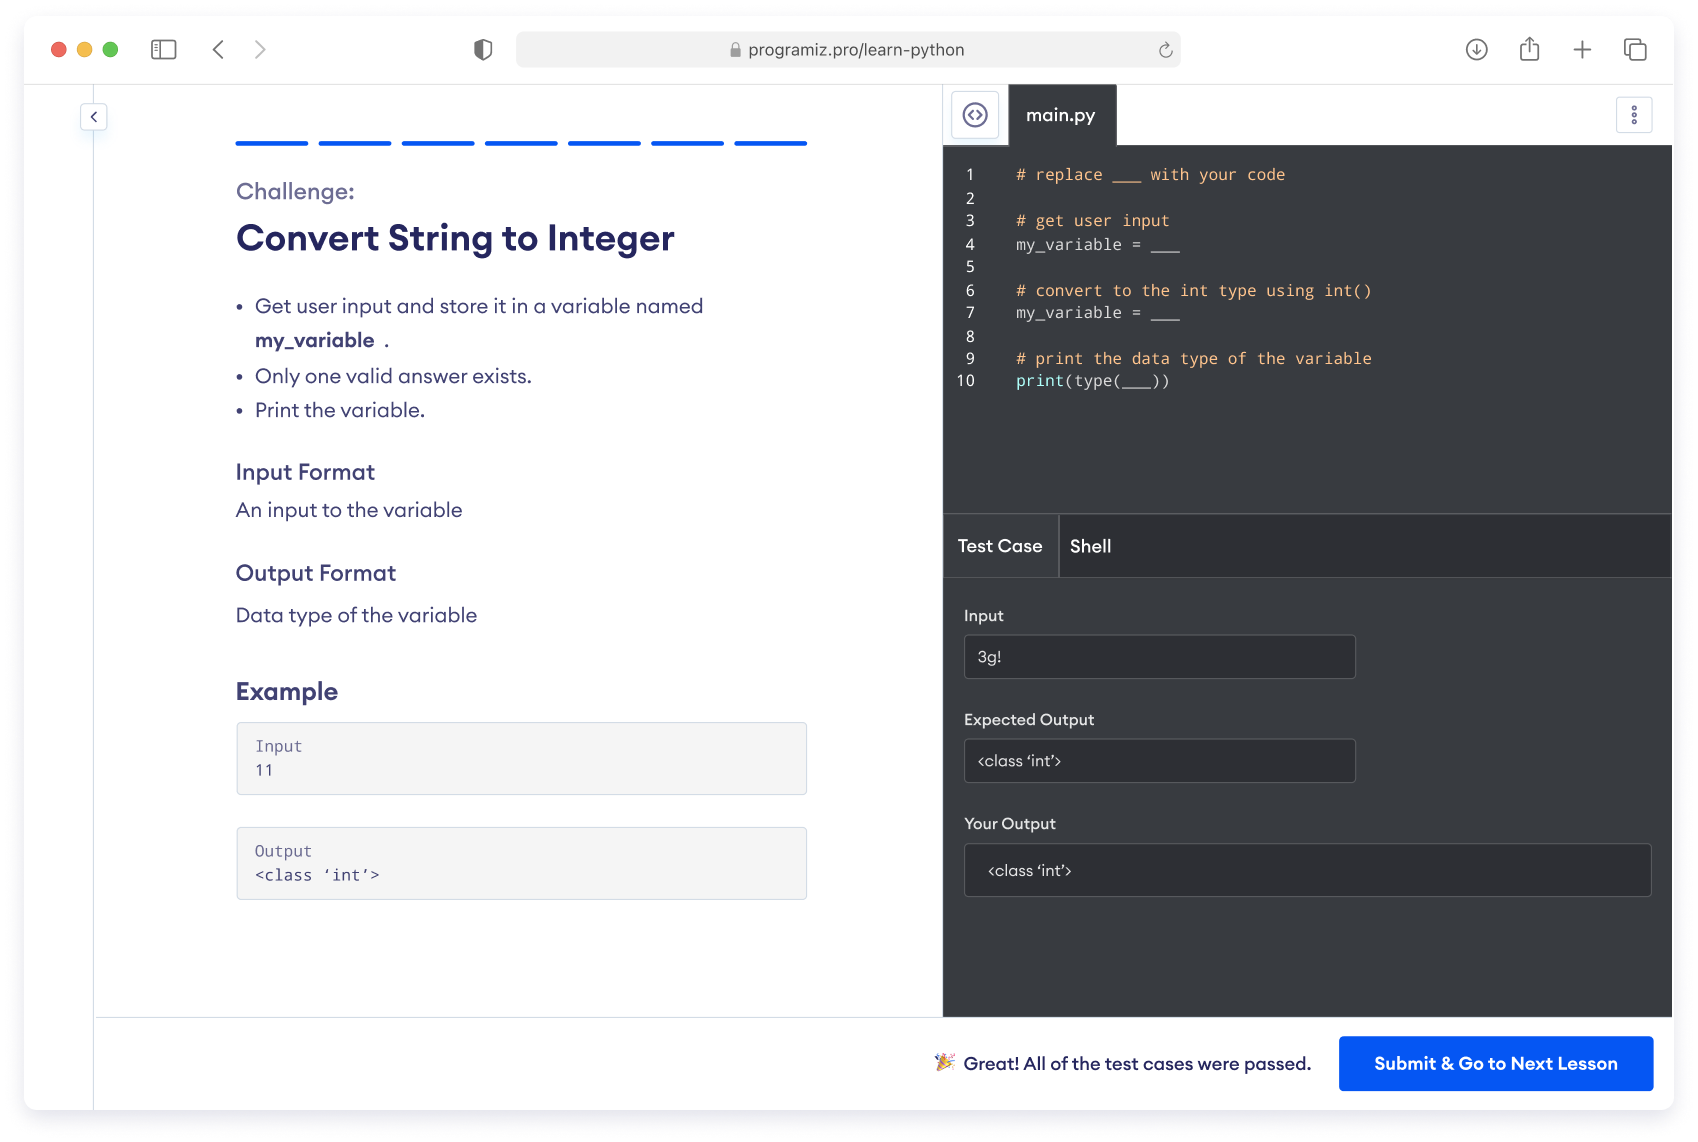 programiz.pro/learn-python
Challenge:
Convert String to Integer
• Get user input and store it in a variable named
my_variable .
• Only one valid answer exists.
• Print the variable.
Input Format
An input to the variable
Output Format
Data type of the variable
Example
Input
11
Output
<class ‘int’>
main.py
1 # replace ___ with your code
2
3 # get user input
4 my_variable = ___
5
6 # convert to the int type using int()
7 my_variable = ___
8
9 # print the data type of the variable
10 print(type(___))
Test Case Shell
Input
3g!
Expected Output
<class ‘int’>
Your Output
<class ‘int’>
🎉 Great! All of the test cases were passed.
Submit & Go to Next Lesson